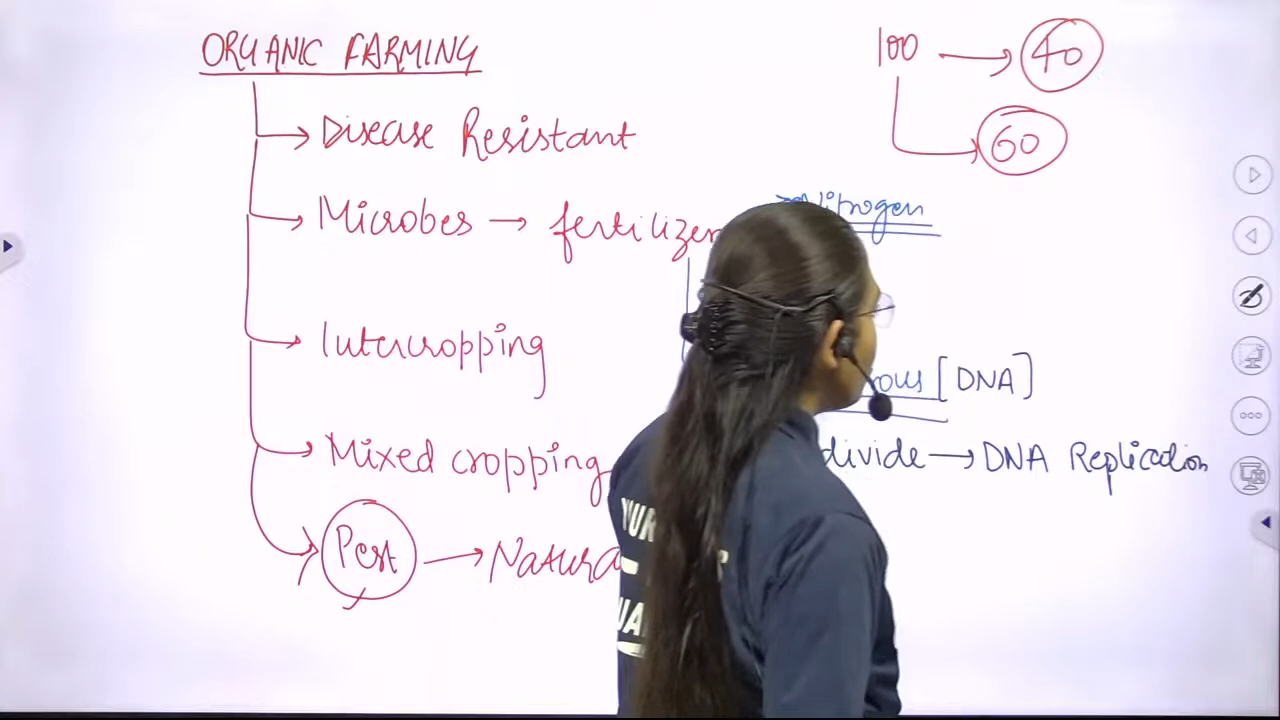 ORGANIC FARMING
100 → 40
60
Disease Resistant
Microbes → fertilizer
Nitrogen
Intercropping
[DNA]
Mixed cropping
divide → DNA Replication
Pest → Natura